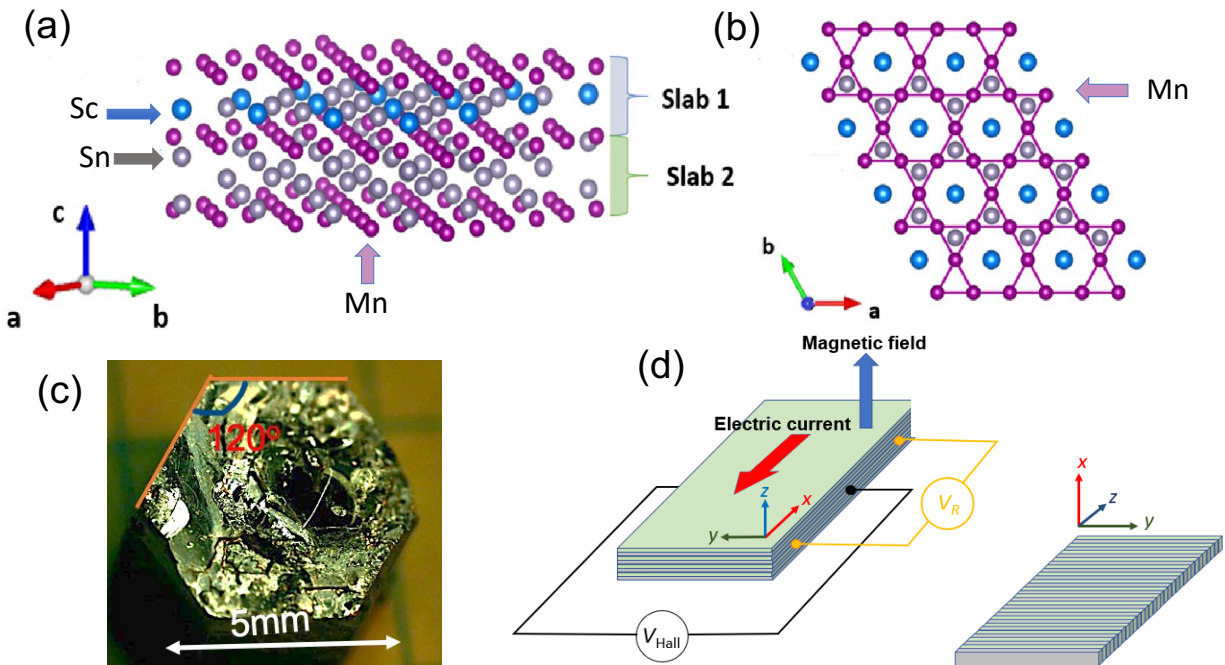 (a)
Sc
Sn
Slab 1
Slab 2
c
a
b
Mn
(b)
Mn
b
a
(c)
120°
5mm
(d)
Magnetic field
Electric current
z
x
y
V_R
V_Hall
x
z
y